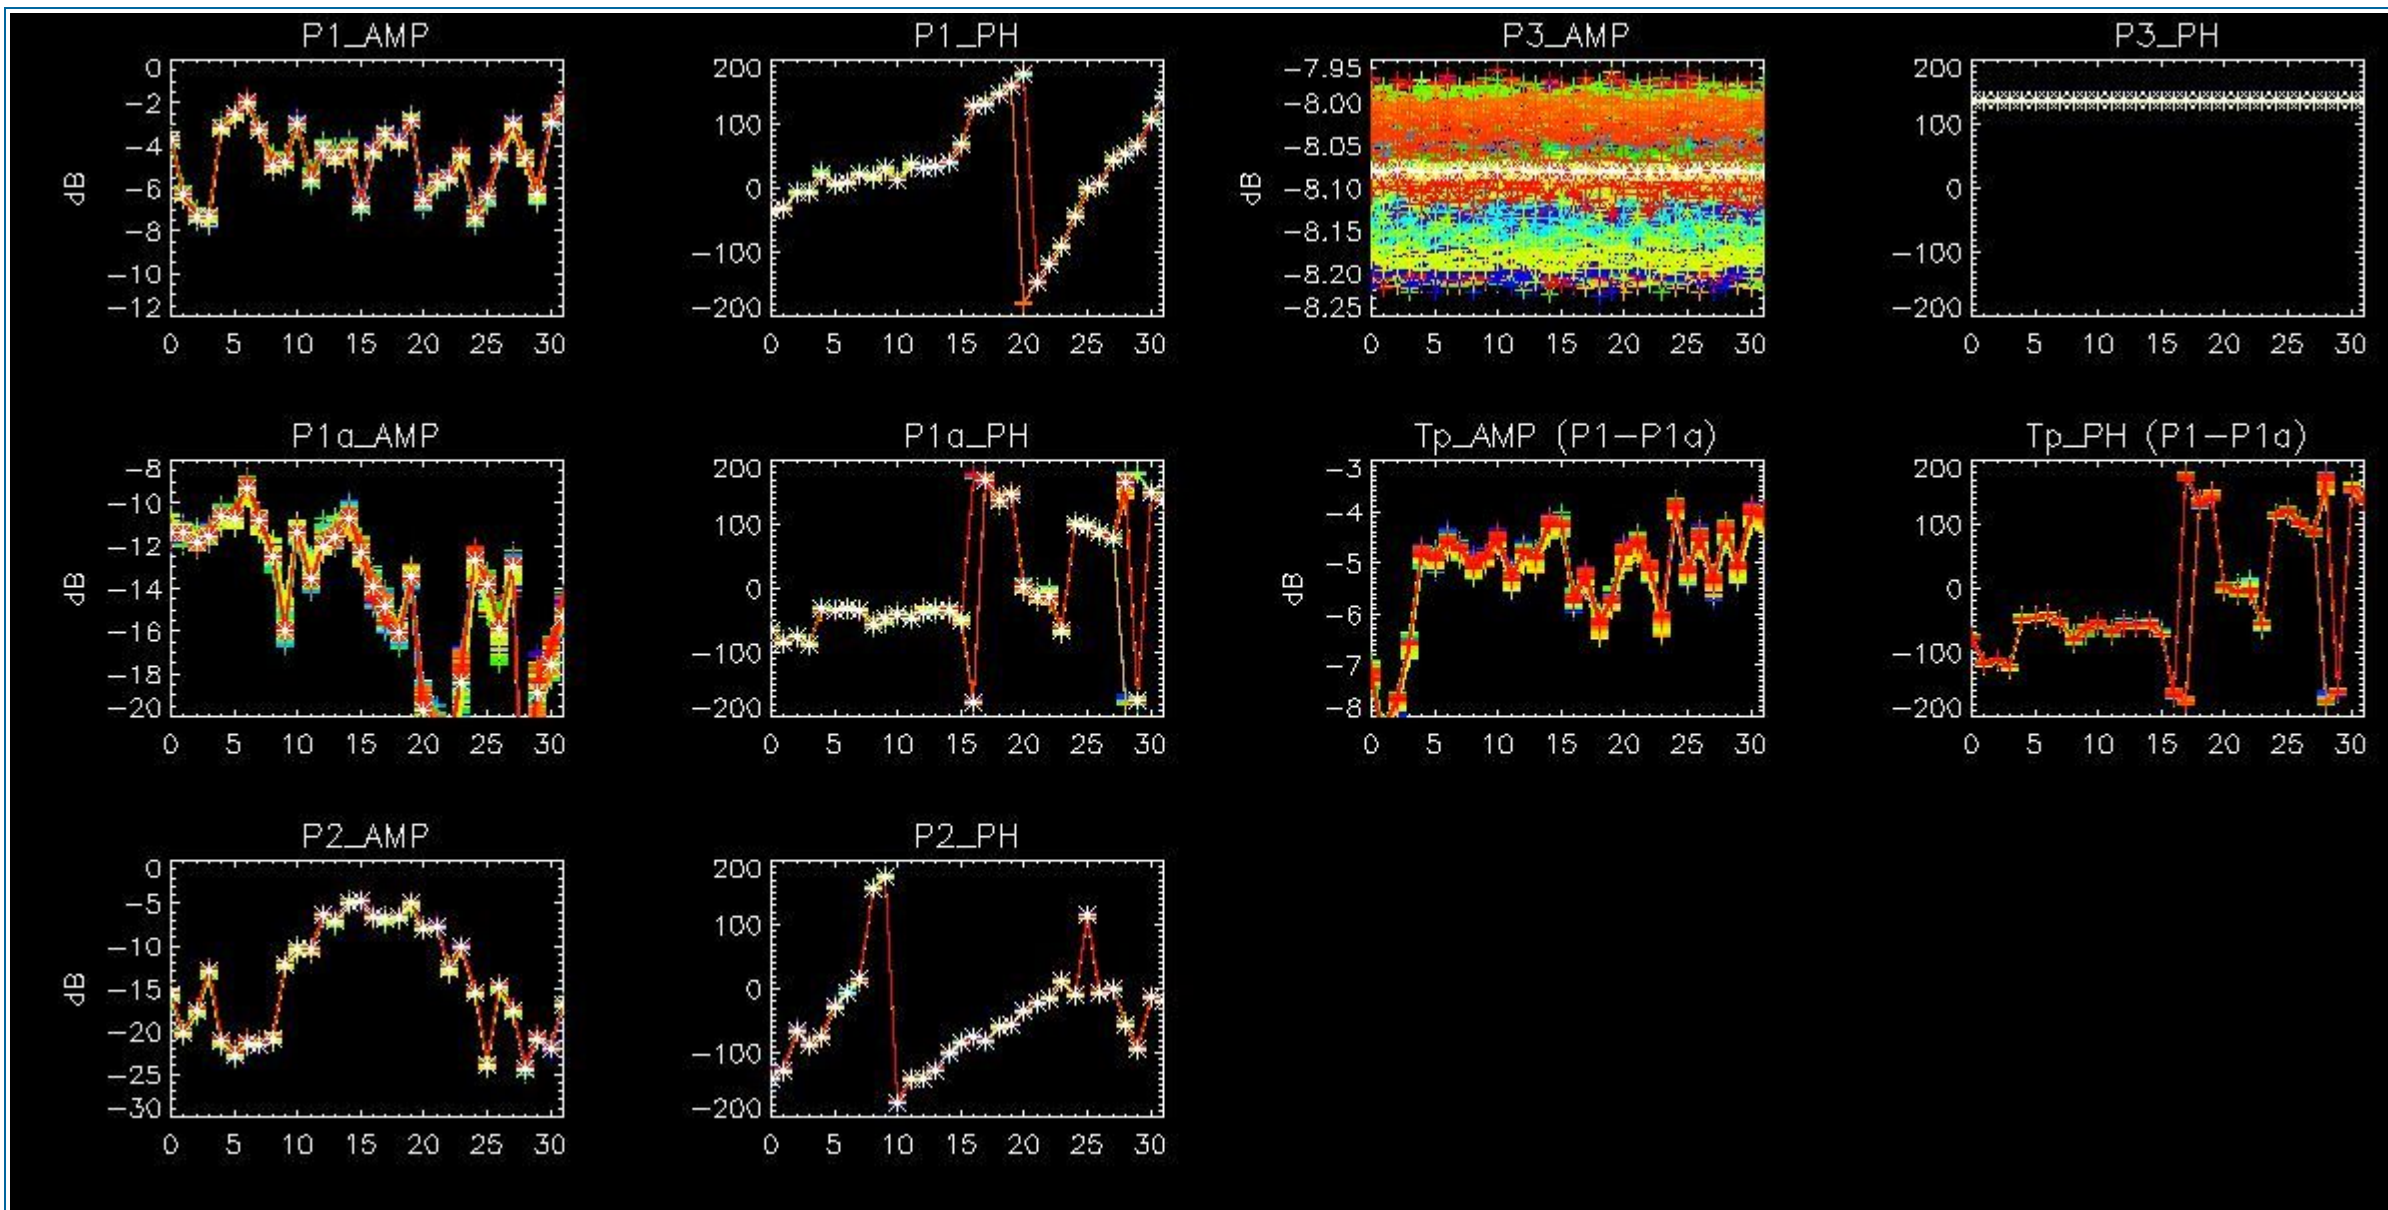 P1_AMP P1_PH P3_AMP P3_PH
0 200 -7.95 200
-2 100 -8.00 100
-4 0 -8.05 0
-6 -100 -8.10 -100
-8 -200 -8.15 -200
-10 -8.20
-12 -8.25
dB dB
0 5 10 15 20 25 30 0 5 10 15 20 25 30 0 5 10 15 20 25 30 0 5 10 15 20 25 30
P1a_AMP P1a_PH Tp_AMP (P1-P1a) Tp_PH (P1-P1a)
-8 200 -3 200
-10 100 -4 100
-12 0 -5 0
-14 -100 -6 -100
-16 -200 -7 -200
-18 -8
-20
dB dB
0 5 10 15 20 25 30 0 5 10 15 20 25 30 0 5 10 15 20 25 30 0 5 10 15 20 25 30
P2_AMP P2_PH
0 200
-5 100
-10 0
-15 -100
-20 -200
-25
-30
dB
0 5 10 15 20 25 30 0 5 10 15 20 25 30